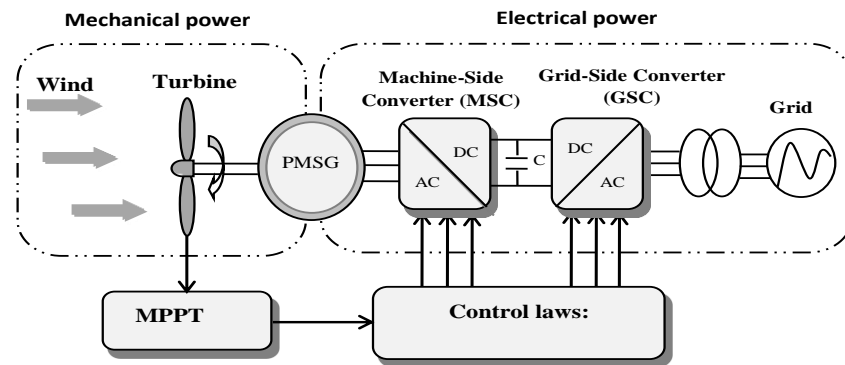 Mechanical power
Electrical power
Wind
Turbine
Machine-Side
Converter (MSC)
Grid-Side Converter
(GSC)
Grid
PMSG
DC
AC
C
DC
AC
MPPT
Control laws: